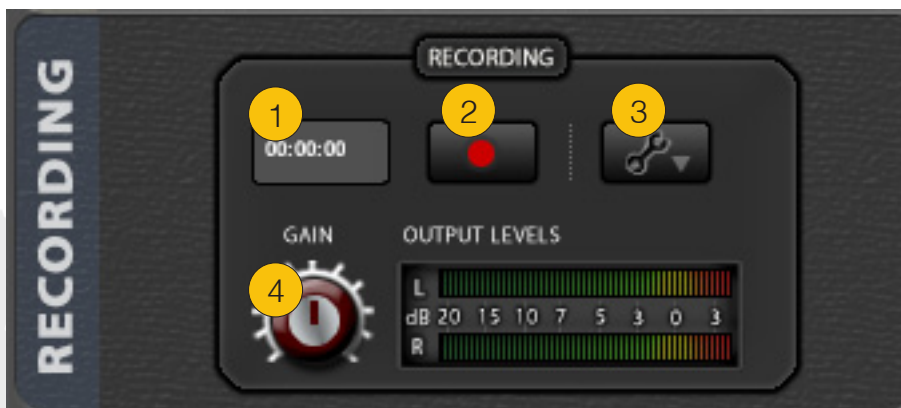 RECORDING
RECORDING
1 2 3
00:00:00
GAIN OUTPUT LEVELS
4
L
dB 20 15 10 7 5 3 0 3
R